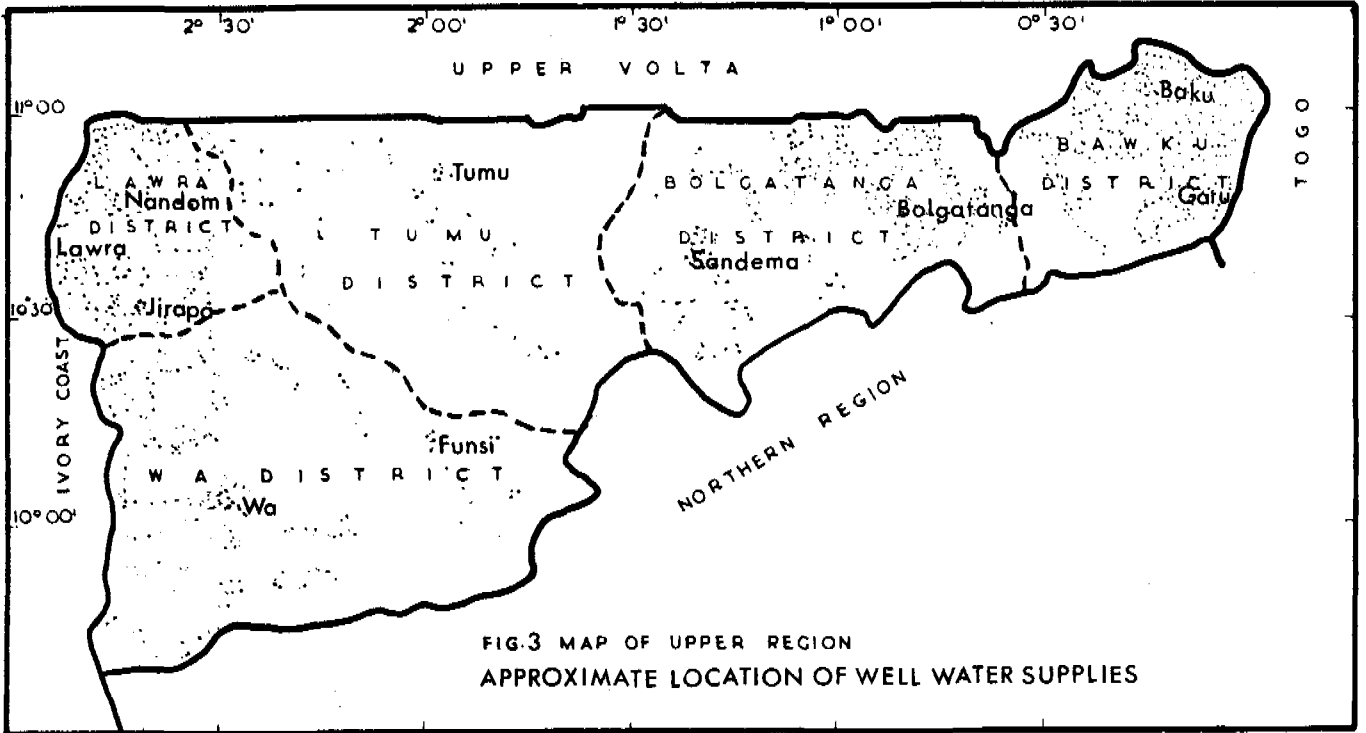 2° 30' 2° 00' 1° 30' 1° 00' 0° 30'
UPPER VOLTA
11° 00
Baku
TOGO
BAWKU
DISTRICT
Gatu
Tumu
LAWRA
Nandom
DISTRICT
Lawra
Jirapa
TUMU
DISTRICT
BOLGATANGA
Bolgatanga
DISTRICT
Sandema
10° 30'
IVORY COAST
NORTHERN REGION
Funsi
WA DISTRICT
Wa
10° 00'
FIG.3 MAP OF UPPER REGION
APPROXIMATE LOCATION OF WELL WATER SUPPLIES